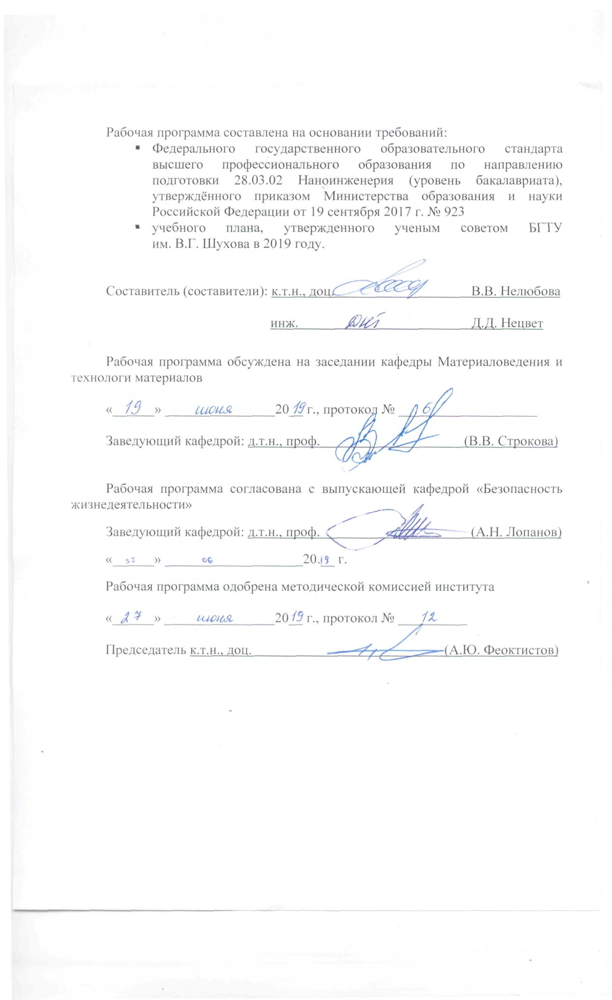 Рабочая программа составлена на основании требований:
▪ Федерального государственного образовательного стандарта
высшего профессионального образования по направлению
подготовки 28.03.02 Наноинженерия (уровень бакалавриата),
утверждённого приказом Министерства образования и науки
Российской Федерации от 19 сентября 2017 г. № 923
▪ учебного плана, утвержденного ученым советом БГТУ
им. В.Г. Шухова в 2019 году.
Составитель (составители): к.т.н., доц. В.В. Нелюбова
инж. Д.Д. Нецвет
Рабочая программа обсуждена на заседании кафедры Материаловедения и
технологи материалов
« 19 » июня 2019 г., протокол № 6
Заведующий кафедрой: д.т.н., проф. (В.В. Строкова)
Рабочая программа согласована с выпускающей кафедрой «Безопасность
жизнедеятельности»
Заведующий кафедрой: д.т.н., проф. (А.Н. Лопанов)
« » 06 20.19 г.
Рабочая программа одобрена методической комиссией института
« 27 » июня 2019 г., протокол № 12
Председатель к.т.н., доц. (А.Ю. Феоктистов)